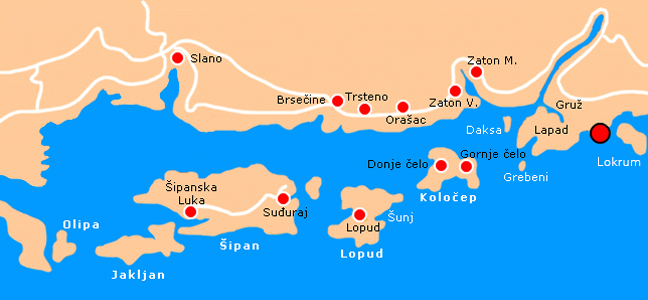 Zaton M.
Slano
Brsečine
Trsteno
Zaton V.
Gruž
Orašac
Daksa
Lapad
Lokrum
Donje čelo
Gornje čelo
Grebeni
Šipanska
Luka
Koločep
Suđuraj
Šunj
Olipa
Lopud
Šipan
Lopud
Jakljan